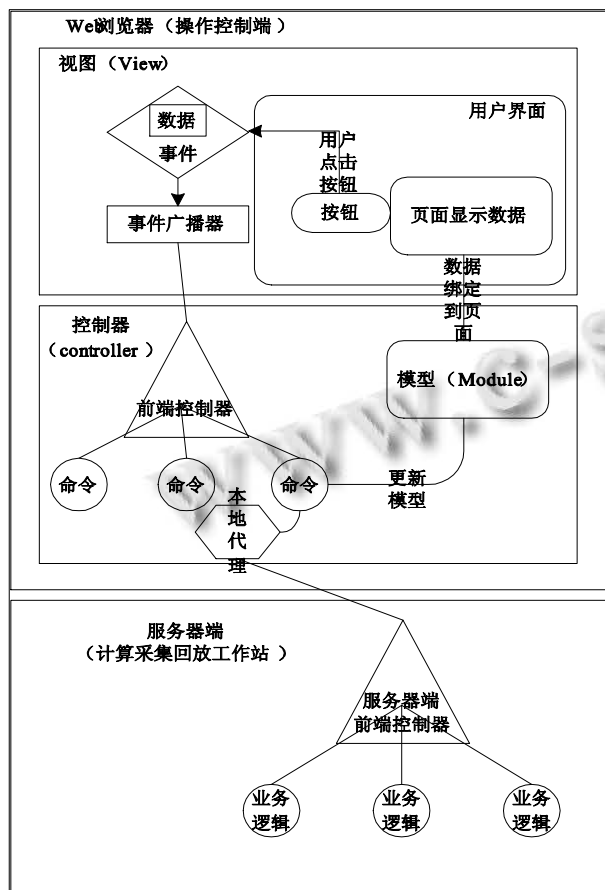 Web浏览器（操作控制端）
视图（View）
数据
事件
用户界面
用户
点击
按钮
按钮
页面显示数据
事件广播器
数据
绑定
到页
面
控制器
（controller）
模型（Module）
前端控制器
命令
命令
命令
更新
模型
本
地
代
理
服务器端
（计算采集回放工作站）
服务器端
前端控制器
业务
逻辑
业务
逻辑
业务
逻辑